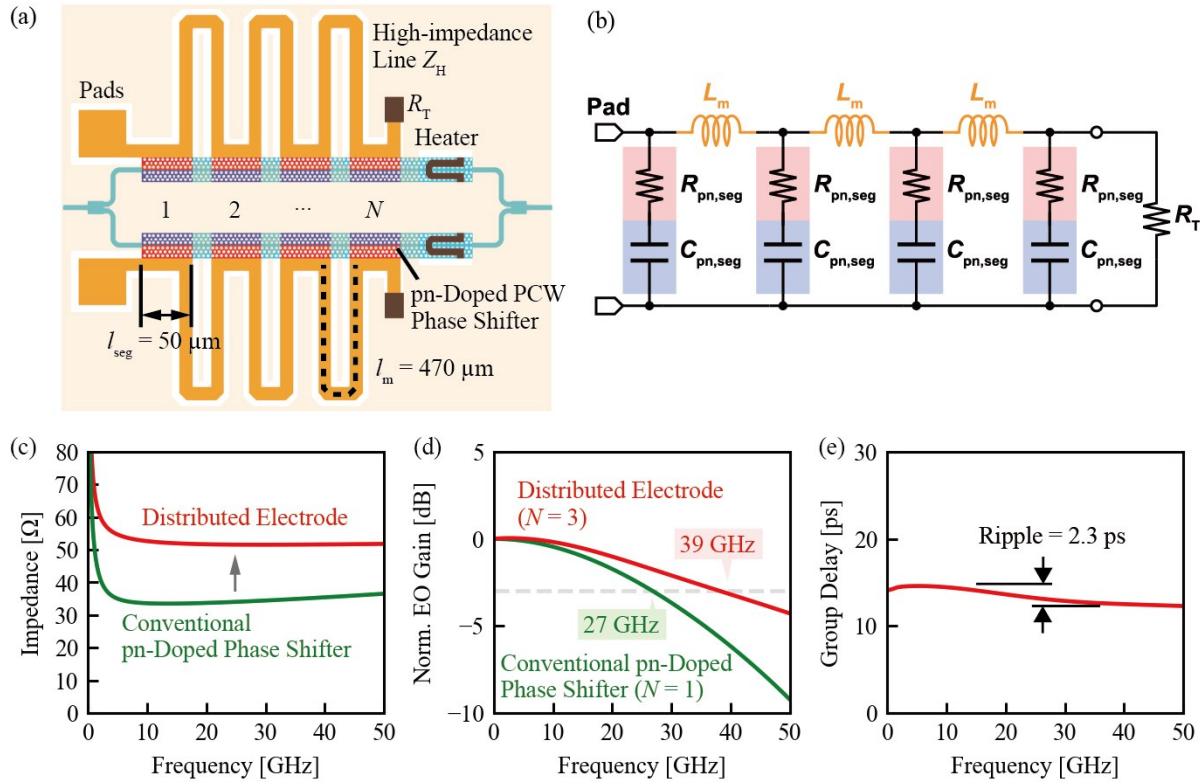 (a)
High-impedance
Line Z_H
Pads
R_T
Heater
1 2 ... N
pn-Doped PCW
Phase Shifter
l_seg = 50 µm
l_m = 470 µm
(b)
L_m L_m L_m
Pad
R_pn,seg R_pn,seg R_pn,seg R_pn,seg
R_T
C_pn,seg C_pn,seg C_pn,seg C_pn,seg
(c)
80
70
60
50
40
30
20
10
0
Impedance [Ω]
Distributed Electrode
Conventional
pn-Doped Phase Shifter
0 10 20 30 40 50
Frequency [GHz]
(d)
5
0
−5
−10
Norm. EO Gain [dB]
Distributed Electrode
(N = 3)
39 GHz
27 GHz
Conventional pn-Doped
Phase Shifter (N = 1)
0 10 20 30 40 50
Frequency [GHz]
(e)
30
20
10
0
Group Delay [ps]
Ripple = 2.3 ps
0 10 20 30 40 50
Frequency [GHz]